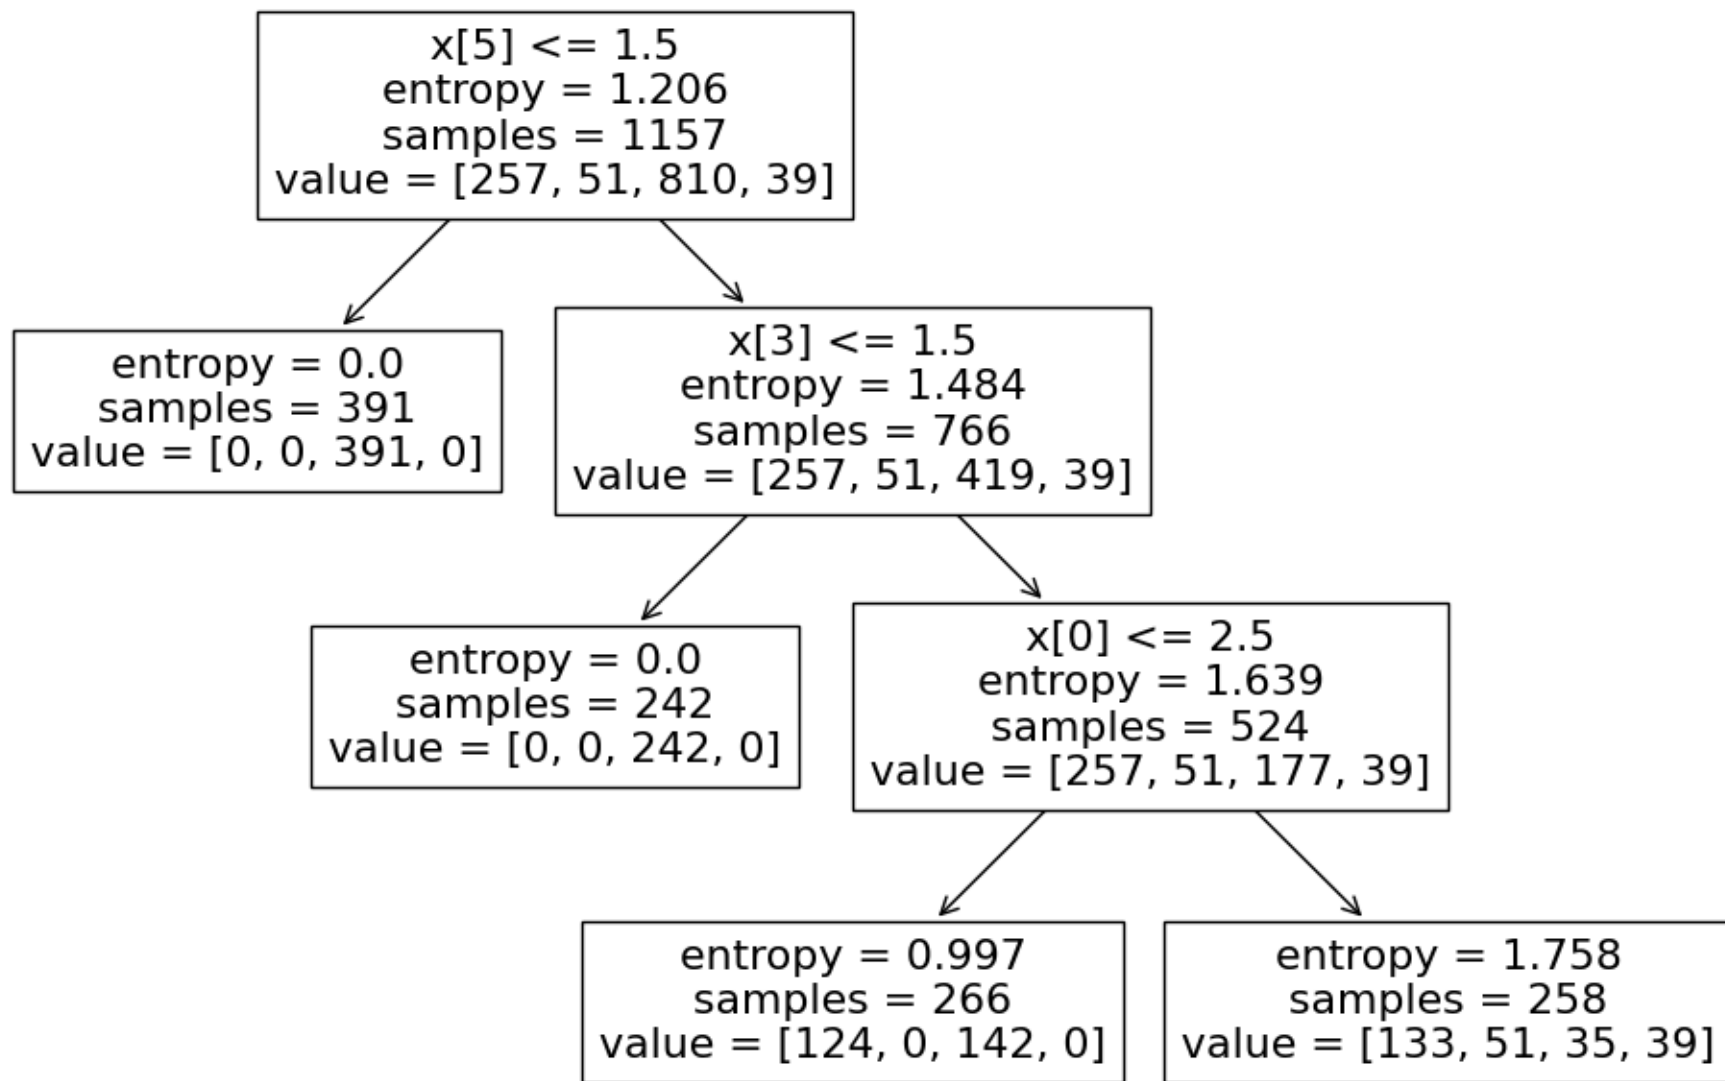 x[5] <= 1.5
entropy = 1.206
samples = 1157
value = [257, 51, 810, 39]
entropy = 0.0
samples = 391
value = [0, 0, 391, 0]
x[3] <= 1.5
entropy = 1.484
samples = 766
value = [257, 51, 419, 39]
entropy = 0.0
samples = 242
value = [0, 0, 242, 0]
x[0] <= 2.5
entropy = 1.639
samples = 524
value = [257, 51, 177, 39]
entropy = 0.997
samples = 266
value = [124, 0, 142, 0]
entropy = 1.758
samples = 258
value = [133, 51, 35, 39]